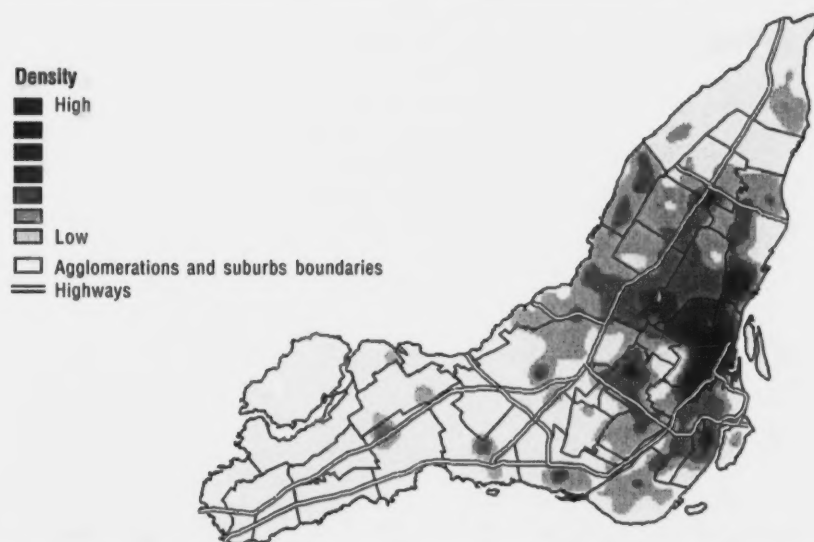 Density
High
Low
Agglomerations and suburbs boundaries
Highways